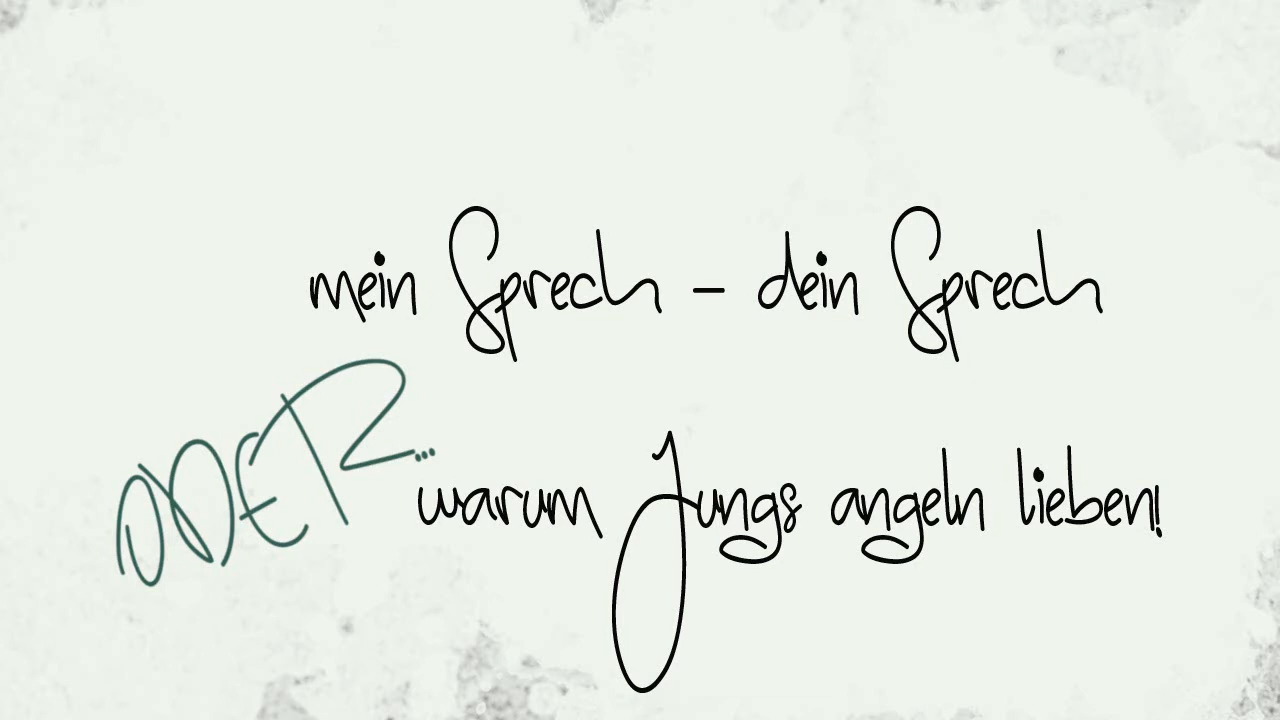 mein Sprech – dein Sprech
ODER...
warum Jungs angeln lieben!